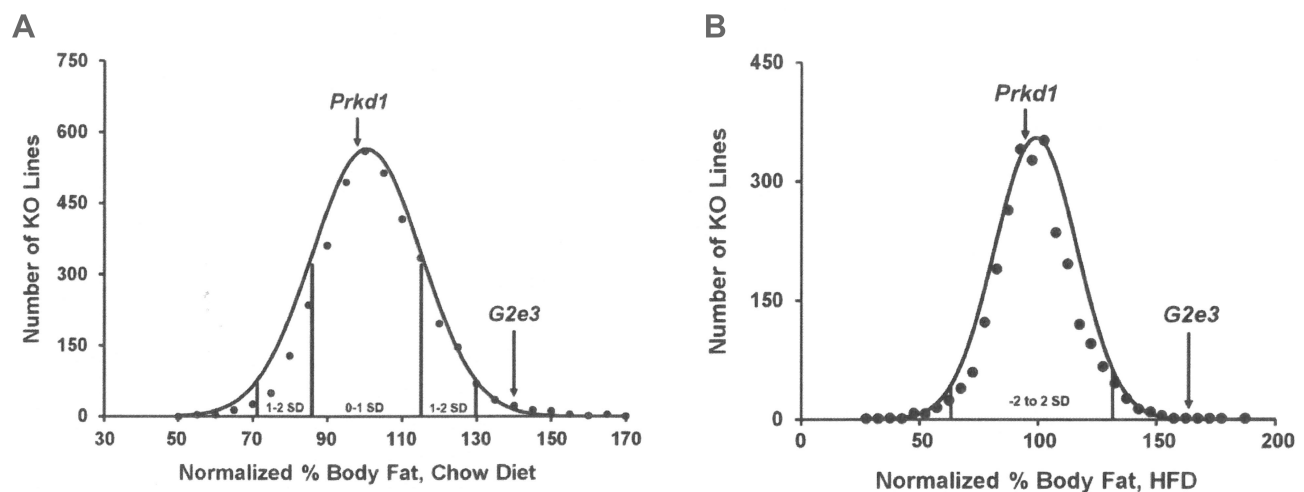 A
750
600
450
300
150
0
Number of KO Lines
Prkd1
G2e3
1-2 SD
0-1 SD
1-2 SD
30
50
70
90
110
130
150
170
Normalized % Body Fat, Chow Diet
B
450
300
150
0
Number of KO Lines
Prkd1
G2e3
-2 to 2 SD
0
50
100
150
200
Normalized % Body Fat, HFD